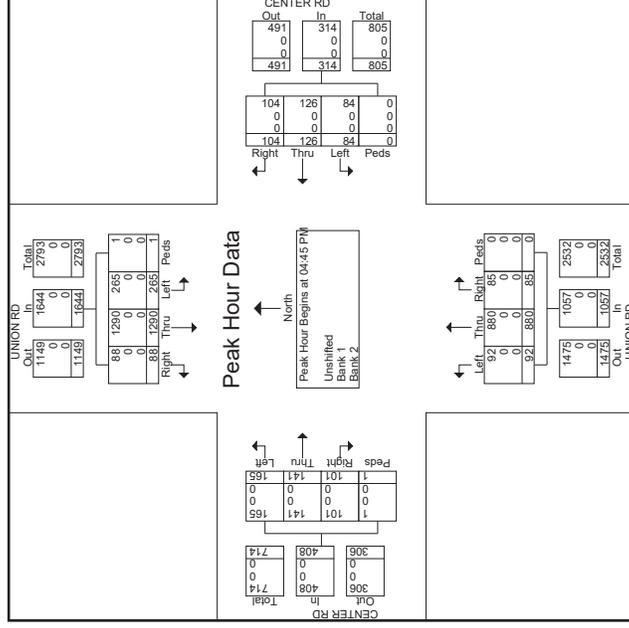 CENTER RD
Out In Total
491 314 805
0 0 0
0 0 0
491 314 805
104 126 84 0
0 0 0 0
0 0 0 0
104 126 84 0
Right Thru Left Peds
UNION RD
Out In Total
1149 1644 2793
0 0 0
0 0 0
1149 1644 2793
88 1290 265 1
0 0 0 0
0 0 0 0
88 1290 265 1
Right Thru Left Peds
Peak Hour Data
North
Peak Hour Begins at 04:45 PM
Unshifted
Bank 1
Bank 2
Left Thru Right Peds
92 880 85 0
0 0 0 0
0 0 0 0
92 880 85 0
1475 1057 2532
0 0 0
0 0 0
1475 1057 2532
Out In Total
UNION RD
Left Thru Right Peds
165 141 101 1
0 0 0 0
0 0 0 0
165 141 101 1
714 408 306
0 0 0
0 0 0
714 408 306
Total In Out
CENTER RD